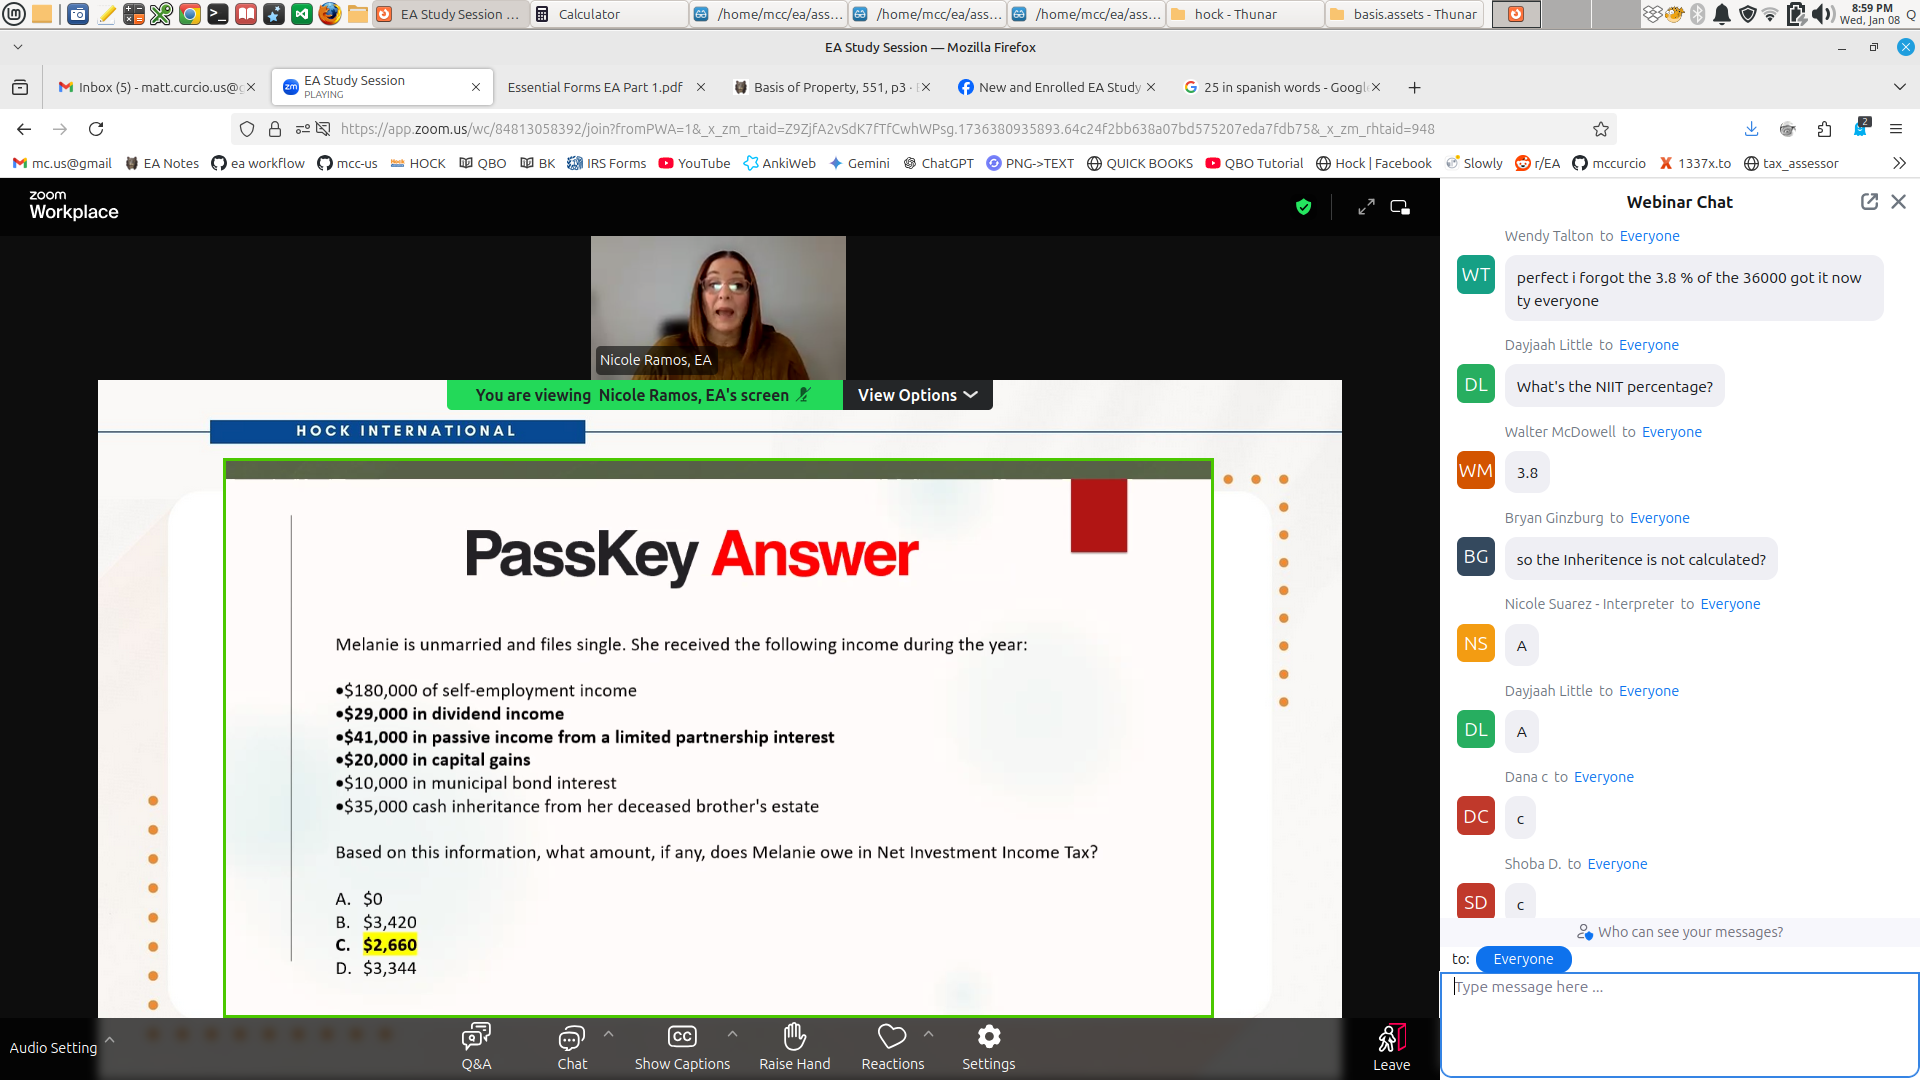 EA Study Session ...
Calculator
/home/mcc/ea/ass...
/home/mcc/ea/ass...
/home/mcc/ea/ass...
hock - Thunar
basis.assets - Thunar
8:59 PM
Wed, Jan 08
EA Study Session — Mozilla Firefox
Inbox (5) - matt.curcio.us@g
EA Study Session
PLAYING
Essential Forms EA Part 1.pdf
Basis of Property, 551, p3 ·
New and Enrolled EA Study
25 in spanish words - Google
https://app.zoom.us/wc/84813058392/join?fromPWA=1&_x_zm_rtaid=Z9ZjfA2vSdK7fTfCwhWPsg.1736380935893.64c24f2bb638a07bd575207eda7fdb75&_x_zm_rhtaid=948
2
mc.us@gmail
EA Notes
ea workflow
mcc-us
HOCK
QBO
BK
IRS Forms
YouTube
AnkiWeb
Gemini
ChatGPT
PNG->TEXT
QUICK BOOKS
QBO Tutorial
Hock | Facebook
Slowly
r/EA
mccurcio
1337x.to
tax_assessor
zoom
Workplace
Nicole Ramos, EA
You are viewing Nicole Ramos, EA's screen
View Options
HOCK INTERNATIONAL
PassKey Answer
Melanie is unmarried and files single. She received the following income during the year:
•$180,000 of self-employment income
•$29,000 in dividend income
•$41,000 in passive income from a limited partnership interest
•$20,000 in capital gains
•$10,000 in municipal bond interest
•$35,000 cash inheritance from her deceased brother's estate
Based on this information, what amount, if any, does Melanie owe in Net Investment Income Tax?
A. $0
B. $3,420
C. $2,660
D. $3,344
Audio Setting
Q&A
Chat
Show Captions
Raise Hand
Reactions
Settings
Leave
Webinar Chat
Wendy Talton to Everyone
WT
perfect i forgot the 3.8 % of the 36000 got it now
ty everyone
Dayjaah Little to Everyone
DL
What's the NIIT percentage?
Walter McDowell to Everyone
WM
3.8
Bryan Ginzburg to Everyone
BG
so the Inheritence is not calculated?
Nicole Suarez - Interpreter to Everyone
NS
A
Dayjaah Little to Everyone
DL
A
Dana c to Everyone
DC
c
Shoba D. to Everyone
SD
c
Who can see your messages?
to: Everyone
Type message here ...